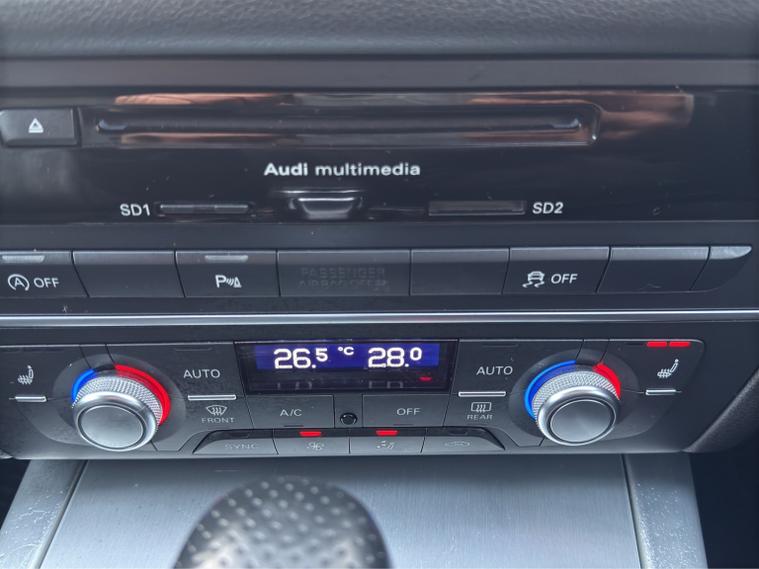 Audi multimedia
SD1 SD2
A OFF P PASSENGER AIRBAG OFF OFF
26.5 °C 28.0
AUTO AUTO
FRONT A/C OFF REAR
SYNC